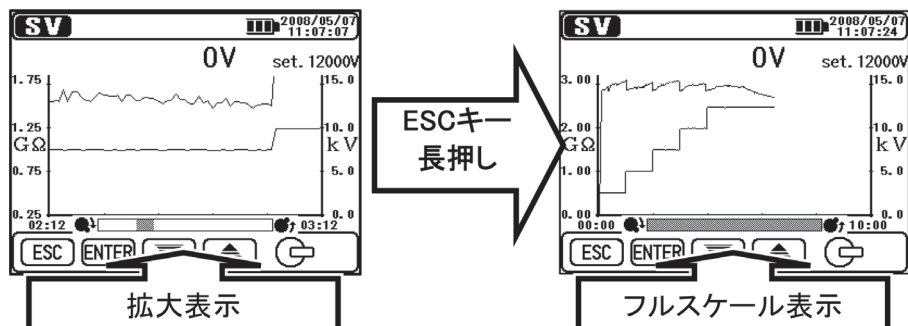 SV
2008/05/07
11:07:07
0V
set. 12000V
1.75
1.25
GΩ
0.75
0.25
15.0
10.0
kV
5.0
0.0
02:12
03:12
ESC
ENTER
拡大表示
ESCキー
長押し
SV
2008/05/07
11:07:24
0V
set. 12000V
3.00
2.00
GΩ
1.00
0.00
15.0
10.0
kV
5.0
0.0
00:00
10:00
ESC
ENTER
フルスケール表示